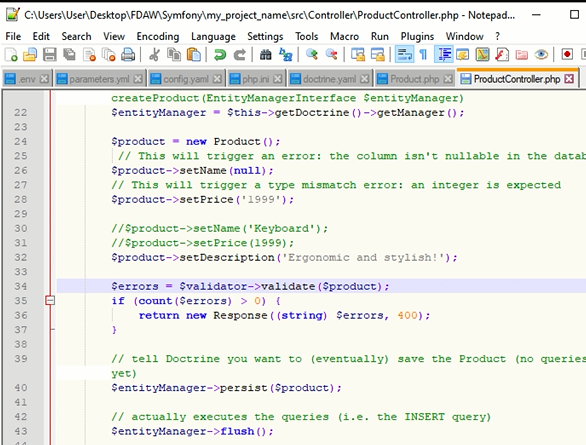 C:\Users\User\Desktop\FDAW\Symfony\my_project_name\src\Controller\ProductController.php - Notepad...
File Edit Search View Encoding Language Settings Tools Macro Run Plugins Window ?
.env parameters.yml config.yaml php.ini doctrine.yaml Product.php ProductController.php
createProduct(EntityManagerInterface $entityManager)
22 $entityManager = $this->getDoctrine()->getManager();
23
24 $product = new Product();
25 // This will trigger an error: the column isn't nullable in the datab
26 $product->setName(null);
27 // This will trigger a type mismatch error: an integer is expected
28 $product->setPrice('1999');
29
30 //$product->setName('Keyboard');
31 //$product->setPrice(1999);
32 $product->setDescription('Ergonomic and stylish!');
33
34 $errors = $validator->validate($product);
35 if (count($errors) > 0) {
36 return new Response((string) $errors, 400);
37 }
38
39 // tell Doctrine you want to (eventually) save the Product (no queries
yet)
40 $entityManager->persist($product);
41
42 // actually executes the queries (i.e. the INSERT query)
43 $entityManager->flush();